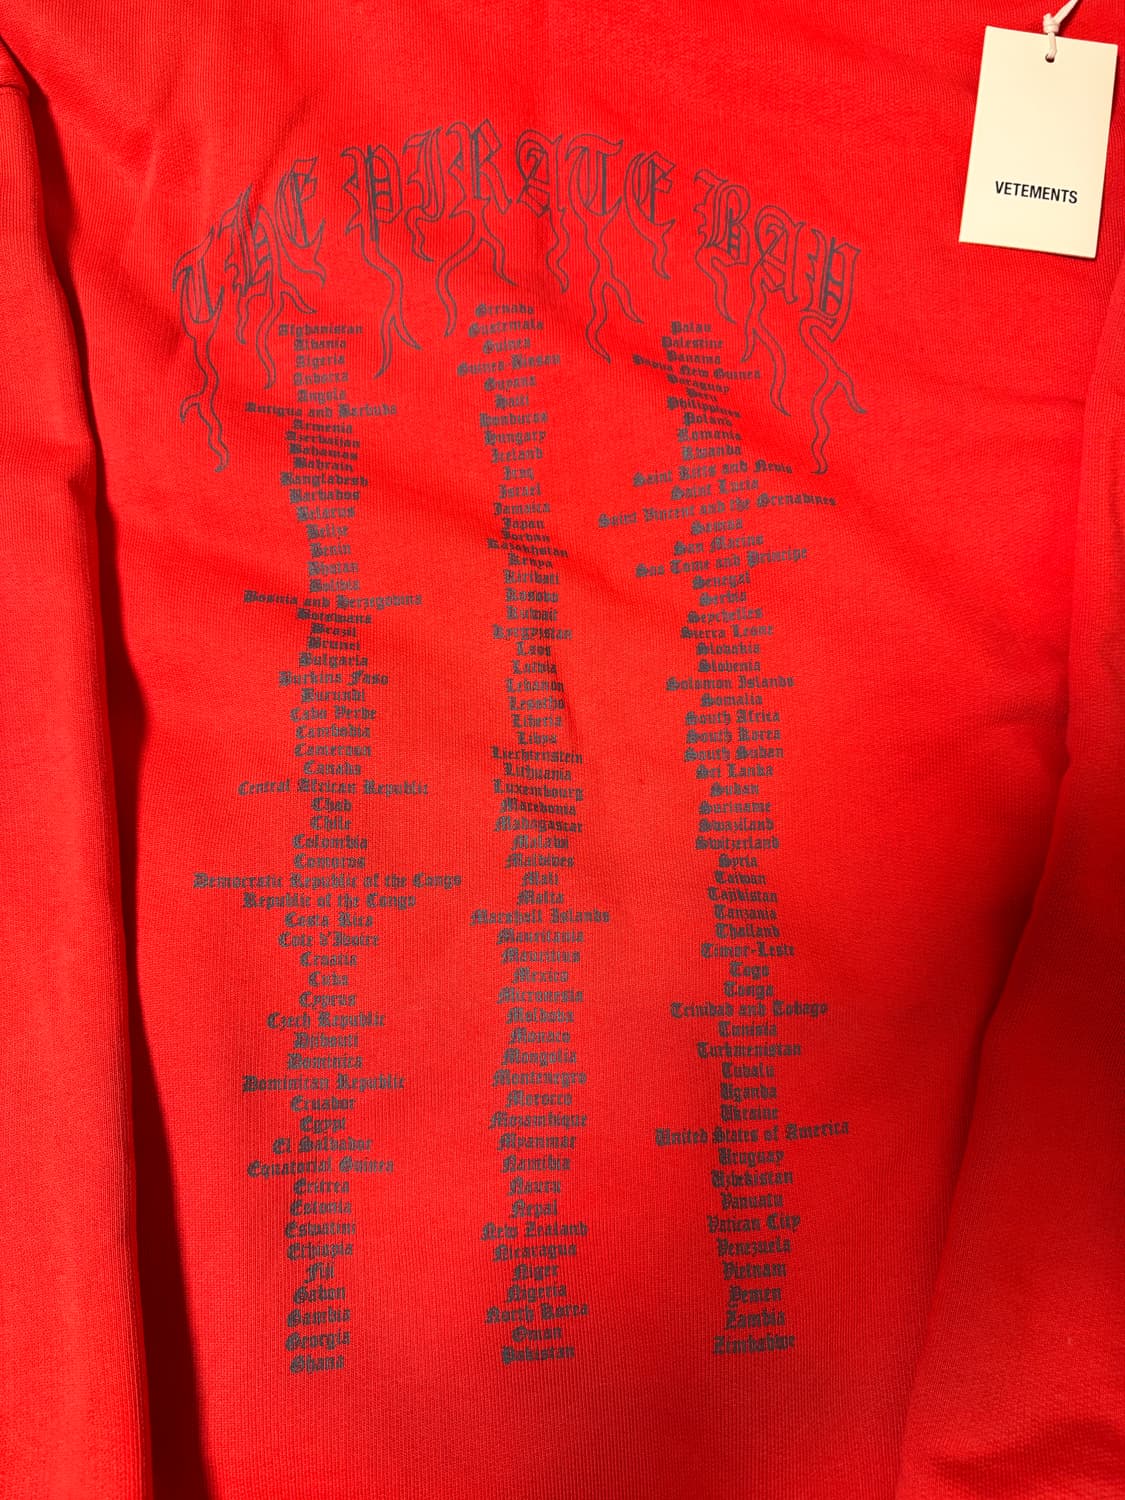 VETEMENTS
THE PIRATE BAY
Afghanistan
Albania
Algeria
Andorra
Angola
Antigua and Barbuda
Armenia
Azerbaijan
Bahamas
Bahrain
Bangladesh
Barbados
Belarus
Belize
Benin
Bhutan
Bolivia
Bosnia and Herzegovina
Botswana
Brazil
Brunei
Bulgaria
Burkina Faso
Burundi
Cabo Verde
Cambodia
Cameroon
Canada
Central African Republic
Chad
Chile
Colombia
Comoros
Democratic Republic of the Congo
Republic of the Congo
Costa Rica
Cote d'Ivoire
Croatia
Cuba
Cyprus
Czech Republic
Djibouti
Dominica
Dominican Republic
Ecuador
Egypt
El Salvador
Equatorial Guinea
Eritrea
Estonia
Eswatini
Ethiopia
Fiji
Gabon
Gambia
Georgia
Ghana
Grenada
Guatemala
Guinea
Guinea-Bissau
Guyana
Haiti
Honduras
Hungary
Iceland
Iraq
Israel
Jamaica
Japan
Jordan
Kazakhstan
Kenya
Kiribati
Kosovo
Kuwait
Kyrgyzstan
Laos
Latvia
Lebanon
Lesotho
Liberia
Libya
Liechtenstein
Lithuania
Luxembourg
Macedonia
Madagascar
Malawi
Maldives
Mali
Malta
Marshall Islands
Mauritania
Mauritius
Mexico
Micronesia
Moldova
Monaco
Mongolia
Montenegro
Morocco
Mozambique
Myanmar
Namibia
Nauru
Nepal
New Zealand
Nicaragua
Niger
Nigeria
North Korea
Oman
Pakistan
Palau
Palestine
Panama
Papua New Guinea
Paraguay
Peru
Philippines
Poland
Romania
Rwanda
Saint Kitts and Nevis
Saint Lucia
Saint Vincent and the Grenadines
Samoa
San Marino
Sao Tome and Principe
Senegal
Serbia
Seychelles
Sierra Leone
Slovakia
Slovenia
Solomon Islands
Somalia
South Africa
South Korea
South Sudan
Sri Lanka
Sudan
Suriname
Swaziland
Switzerland
Syria
Taiwan
Tajikistan
Tanzania
Thailand
Timor-Leste
Togo
Tonga
Trinidad and Tobago
Tunisia
Turkmenistan
Tuvalu
Uganda
Ukraine
United States of America
Uruguay
Uzbekistan
Vanuatu
Vatican City
Venezuela
Vietnam
Yemen
Zambia
Zimbabwe